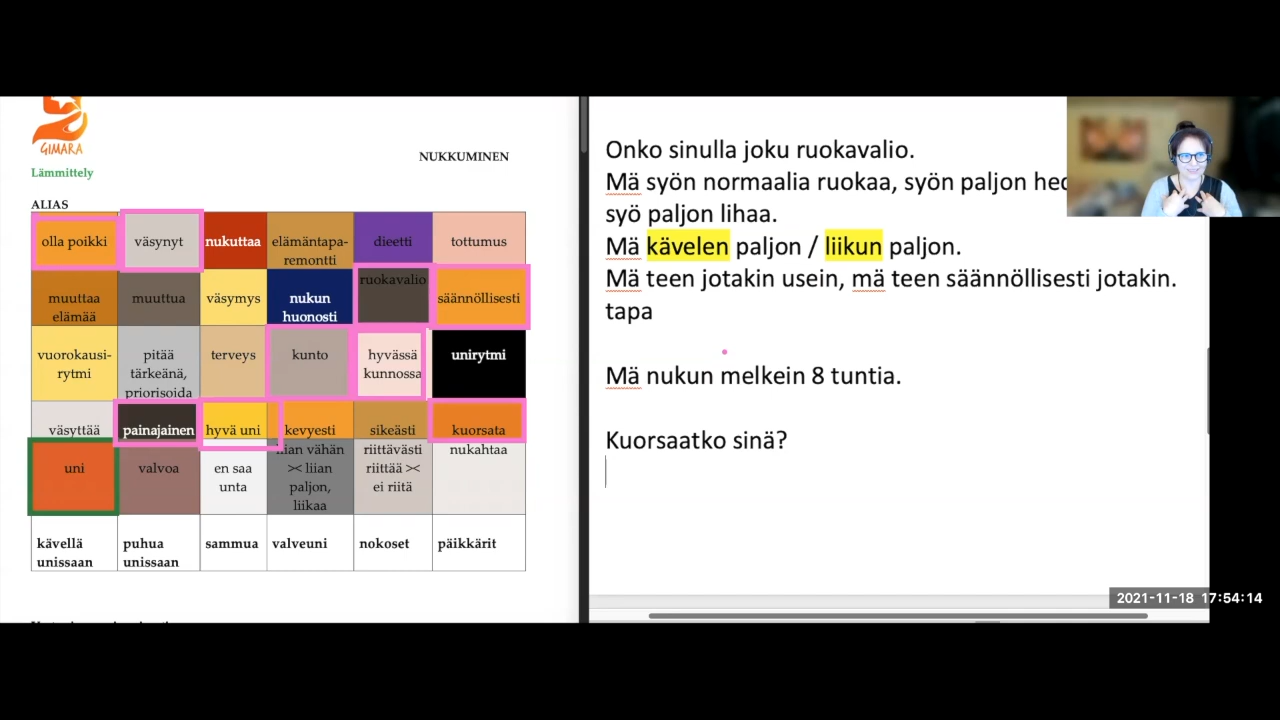 GIMARA
NUKKUMINEN
Lämmittely
ALIAS
olla poikki väsynyt nukuttaa elämäntapa- dieetti tottumus
remontti
muuttaa muuttua väsymys nukun ruokavalio säännöllisesti
elämää huonosti
vuorokausi- pitää terveys kunto hyvässä unirytmi
rytmi tärkeänä, kunnossa
priorisoida
väsyttää painajainen hyvä uni kevyesti sikeästi kuorsata
uni valvoa en saa liian vähän riittävästi nukahtaa
unta >< liian riittää ><
paljon, ei riitä
liikaa
kävellä puhua sammua valveuni nokoset päikkärit
unissaan unissaan
Onko sinulla joku ruokavalio.
Mä syön normaalia ruokaa, syön paljon
syö paljon lihaa.
Mä kävelen paljon / liikun paljon.
Mä teen jotakin usein, mä teen säännöllisesti jotakin.
tapa
Mä nukun melkein 8 tuntia.
Kuorsaatko sinä?
2021-11-18 17:54:14